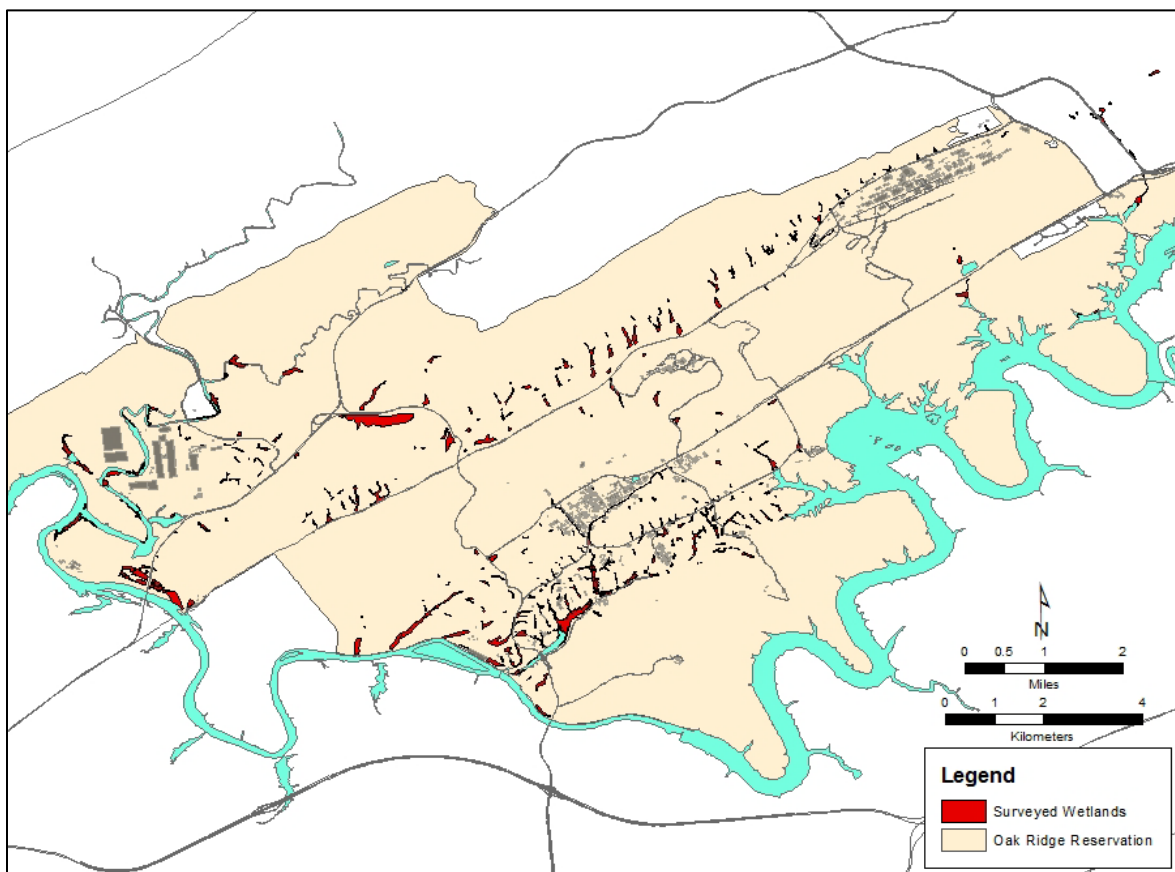 N
0 0.5 1 2
Miles
0 1 2 4
Kilometers
Legend
Surveyed Wetlands
Oak Ridge Reservation